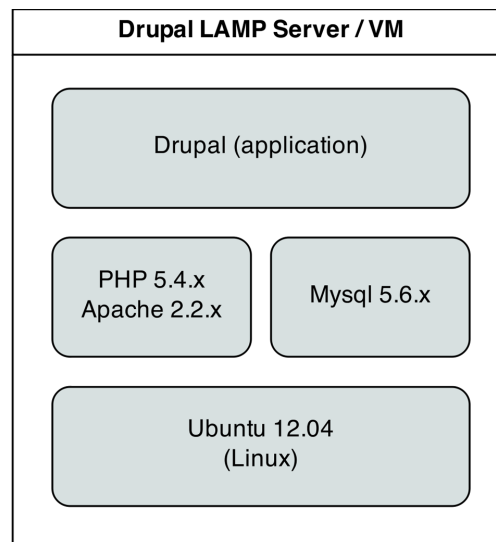 Drupal LAMP Server / VM
Drupal (application)
PHP 5.4.x
Apache 2.2.x
Mysql 5.6.x
Ubuntu 12.04
(Linux)